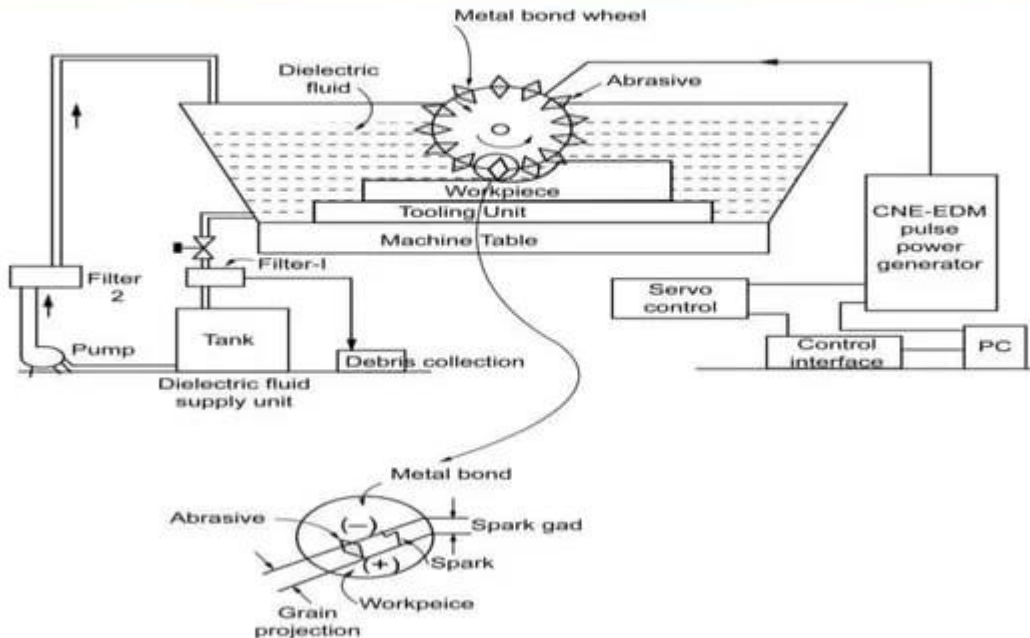 Metal bond wheel
Dielectric
fluid
Abrasive
Workpiece
Tooling Unit
Machine Table
CNE-EDM
pulse
power
generator
Filter-I
Filter
2
Servo
control
Pump
Tank
Debris collection
Control
interface
PC
Dielectric fluid
supply unit
Metal bond
Abrasive
(−)
Spark gad
Spark
(+)
Workpeice
Grain
projection